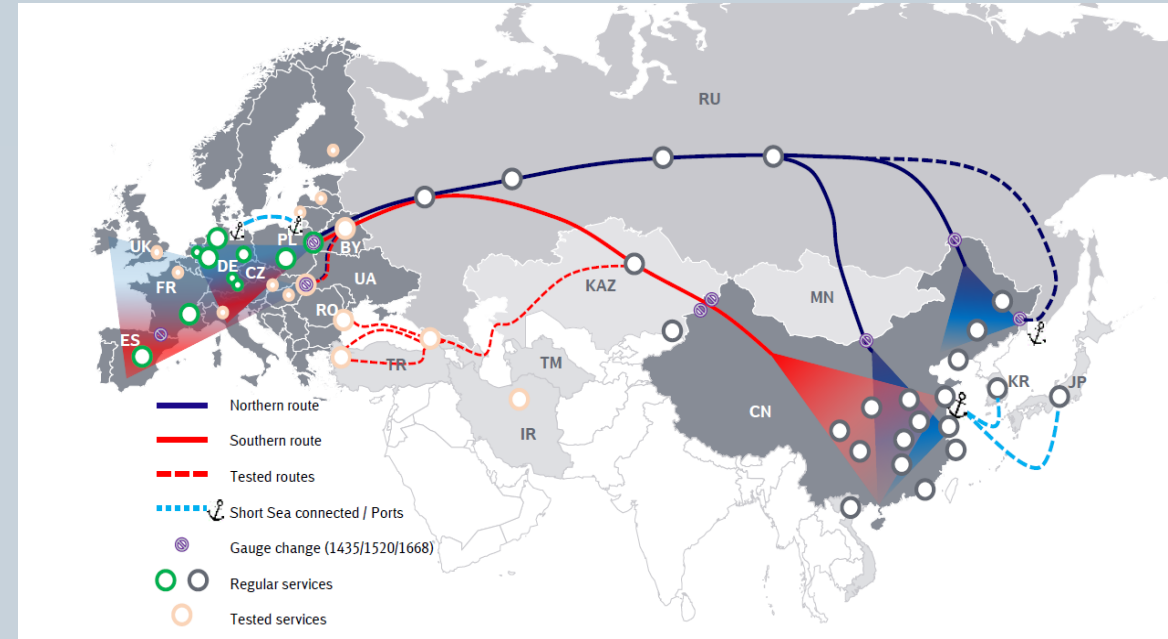 RU
UK
PL
BY
DE
CZ
UA
FR
KAZ
MN
RO
ES
TR
TM
KR
JP
CN
IR
Northern route
Southern route
Tested routes
Short Sea connected / Ports
Gauge change (1435/1520/1668)
Regular services
Tested services